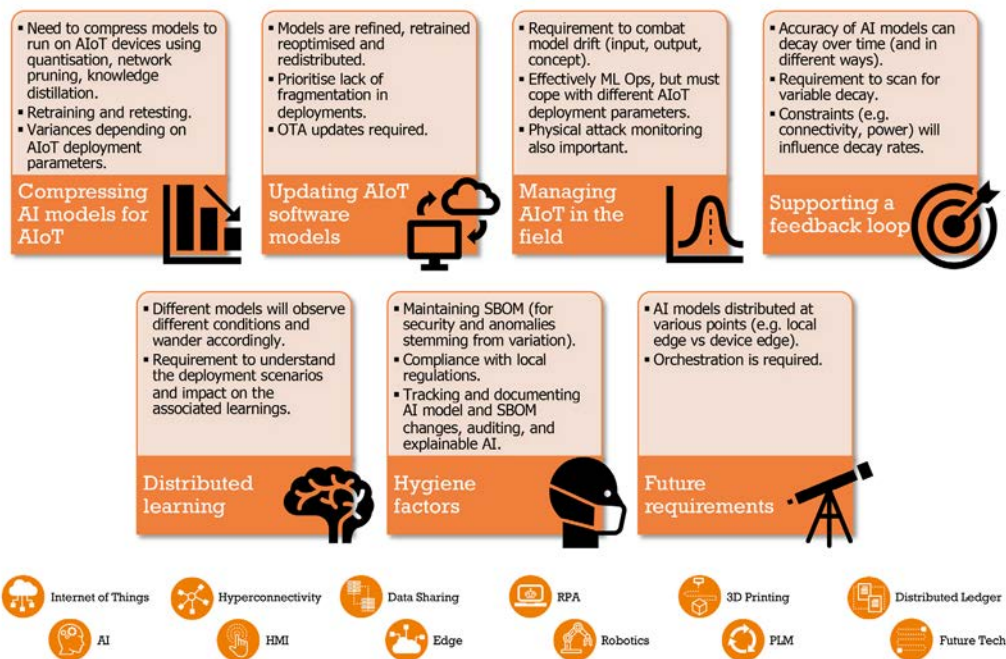 ▪ Need to compress models to
run on AIoT devices using
quantisation, network
pruning, knowledge
distillation.
▪ Retraining and retesting.
▪ Variances depending on
AIoT deployment
parameters.
Compressing
AI models for
AIoT
▪ Models are refined, retrained
reoptimised and
redistributed.
▪ Prioritise lack of
fragmentation in
deployments.
▪ OTA updates required.
Updating AIoT
software
models
▪ Requirement to combat
model drift (input, output,
concept).
▪ Effectively ML Ops, but must
cope with different AIoT
deployment parameters.
▪ Physical attack monitoring
also important.
Managing
AIoT in the
field
▪ Accuracy of AI models can
decay over time (and in
different ways).
▪ Requirement to scan for
variable decay.
▪ Constraints (e.g.
connectivity, power) will
influence decay rates.
Supporting a
feedback loop
▪ Different models will observe
different conditions and
wander accordingly.
▪ Requirement to understand
the deployment scenarios
and impact on the
associated learnings.
Distributed
learning
▪ Maintaining SBOM (for
security and anomalies
stemming from variation).
▪ Compliance with local
regulations.
▪ Tracking and documenting
AI model and SBOM
changes, auditing, and
explainable AI.
Hygiene
factors
▪ AI models distributed at
various points (e.g. local
edge vs device edge).
▪ Orchestration is required.
Future
requirements
Internet of Things
Hyperconnectivity
Data Sharing
RPA
3D Printing
Distributed Ledger
AI
HMI
Edge
Robotics
PLM
Future Tech